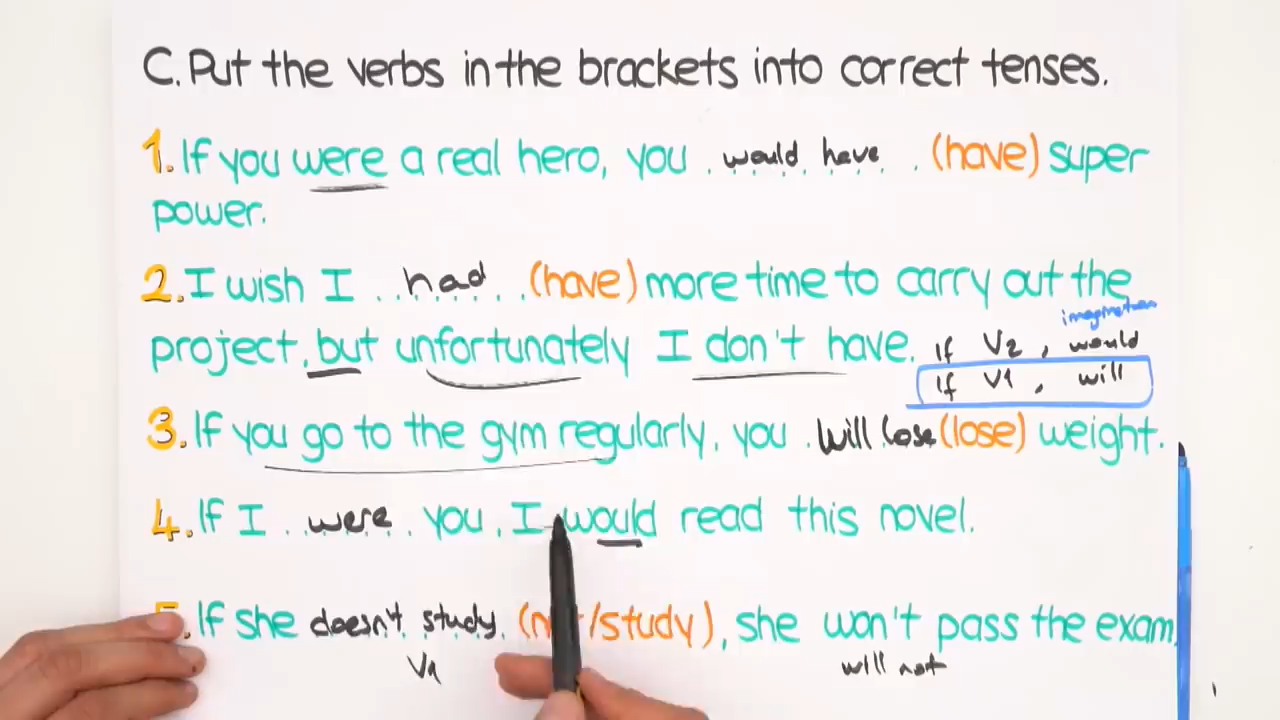 C. Put the verbs in the brackets into correct tenses.
1. If you were a real hero, you would have (have) super
power.
2. I wish I had (have) more time to carry out the
project, but unfortunately I don't have.
imagination
If V2, would
If V1, will
3. If you go to the gym regularly, you will lose (lose) weight.
4. If I were you, I would read this novel.
5. If she doesn't study (not/study), she won't pass the exam.
V1
will not